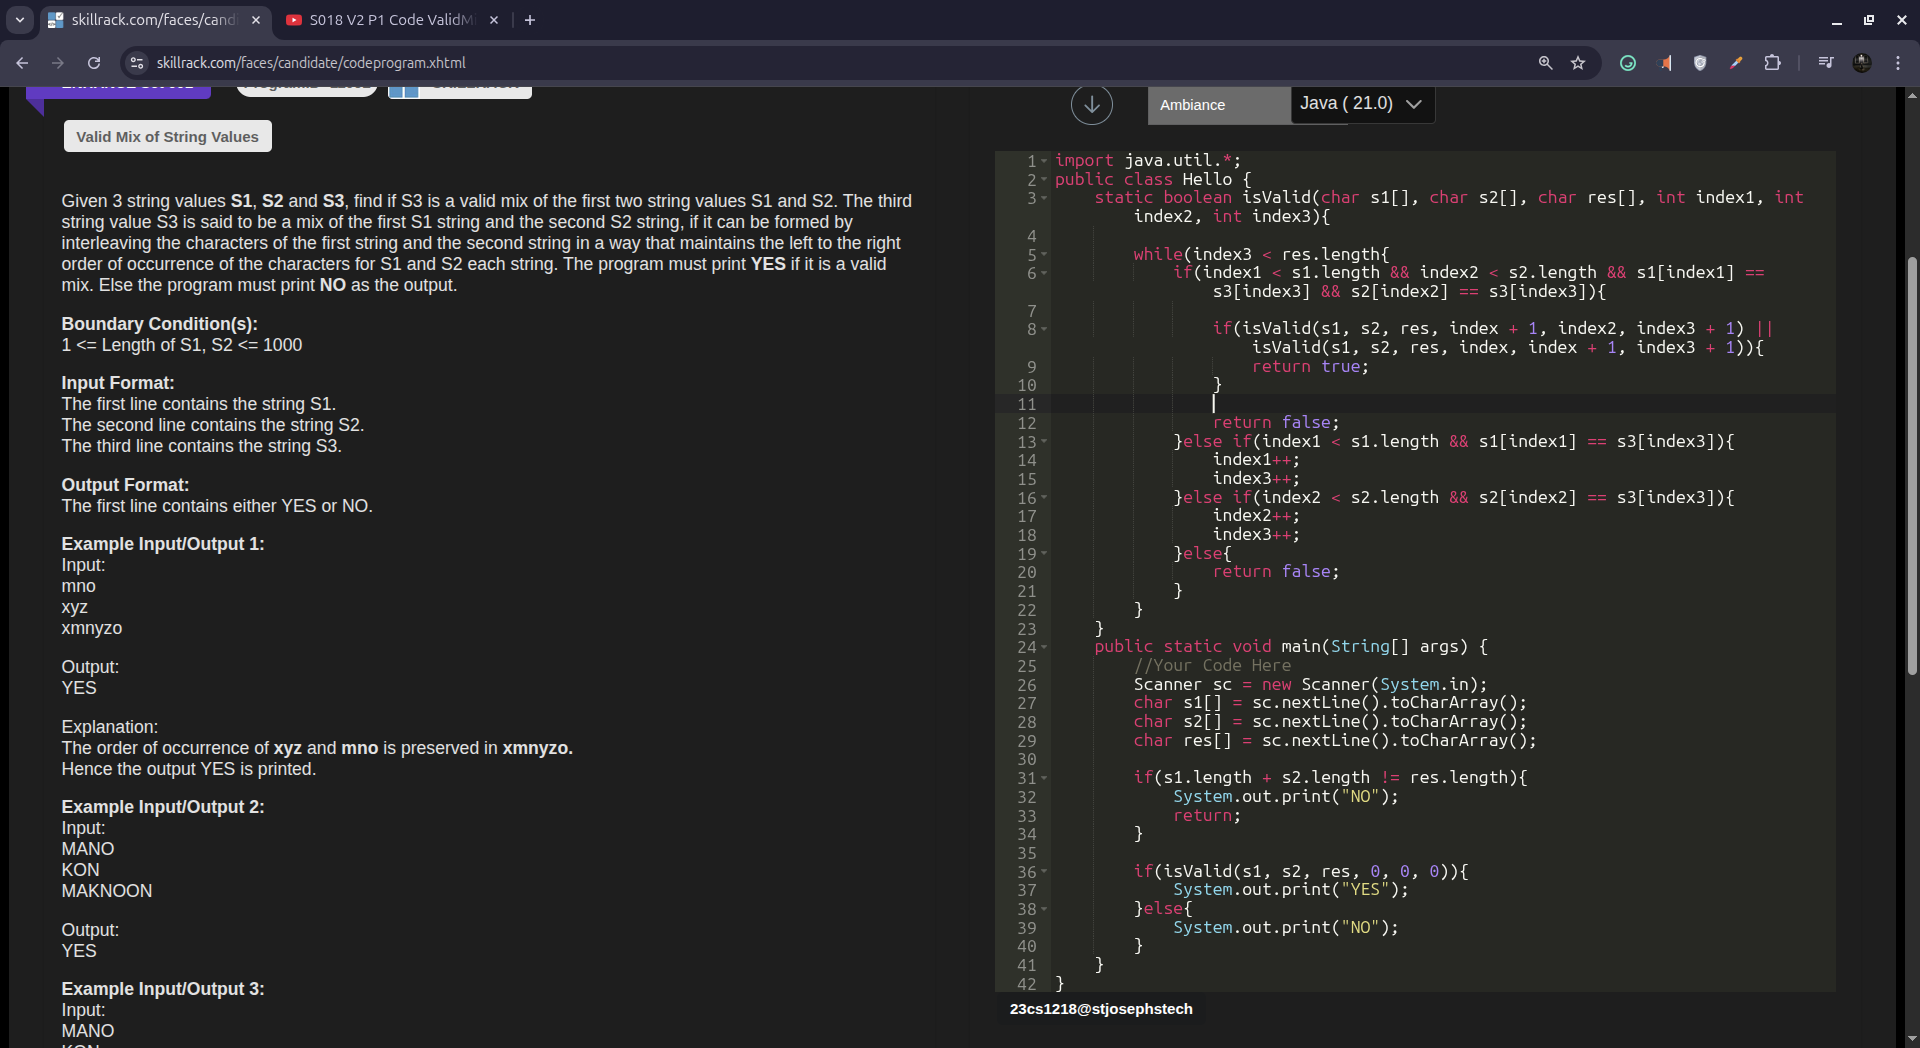 skillrack.com/faces/cand
S018 V2 P1 Code ValidM
skillrack.com/faces/candidate/codeprogram.xhtml
Valid Mix of String Values
Given 3 string values S1, S2 and S3, find if S3 is a valid mix of the first two string values S1 and S2. The third
string value S3 is said to be a mix of the first S1 string and the second S2 string, if it can be formed by
interleaving the characters of the first string and the second string in a way that maintains the left to the right
order of occurrence of the characters for S1 and S2 each string. The program must print YES if it is a valid
mix. Else the program must print NO as the output.
Boundary Condition(s):
1 <= Length of S1, S2 <= 1000
Input Format:
The first line contains the string S1.
The second line contains the string S2.
The third line contains the string S3.
Output Format:
The first line contains either YES or NO.
Example Input/Output 1:
Input:
mno
xyz
xmnyzo
Output:
YES
Explanation:
The order of occurrence of xyz and mno is preserved in xmnyzo.
Hence the output YES is printed.
Example Input/Output 2:
Input:
MANO
KON
MAKNOON
Output:
YES
Example Input/Output 3:
Input:
MANO
Ambiance
Java ( 21.0)
1 import java.util.*;
2 public class Hello {
3 static boolean isValid(char s1[], char s2[], char res[], int index1, int
index2, int index3){
4
5 while(index3 < res.length{
6 if(index1 < s1.length && index2 < s2.length && s1[index1] ==
s3[index3] && s2[index2] == s3[index3]){
7
8 if(isValid(s1, s2, res, index + 1, index2, index3 + 1) ||
isValid(s1, s2, res, index, index + 1, index3 + 1)){
9 return true;
10 }
11
12 return false;
13 }else if(index1 < s1.length && s1[index1] == s3[index3]){
14 index1++;
15 index3++;
16 }else if(index2 < s2.length && s2[index2] == s3[index3]){
17 index2++;
18 index3++;
19 }else{
20 return false;
21 }
22 }
23 }
24 public static void main(String[] args) {
25 //Your Code Here
26 Scanner sc = new Scanner(System.in);
27 char s1[] = sc.nextLine().toCharArray();
28 char s2[] = sc.nextLine().toCharArray();
29 char res[] = sc.nextLine().toCharArray();
30
31 if(s1.length + s2.length != res.length){
32 System.out.print("NO");
33 return;
34 }
35
36 if(isValid(s1, s2, res, 0, 0, 0)){
37 System.out.print("YES");
38 }else{
39 System.out.print("NO");
40 }
41 }
42 }
23cs1218@stjosephstech